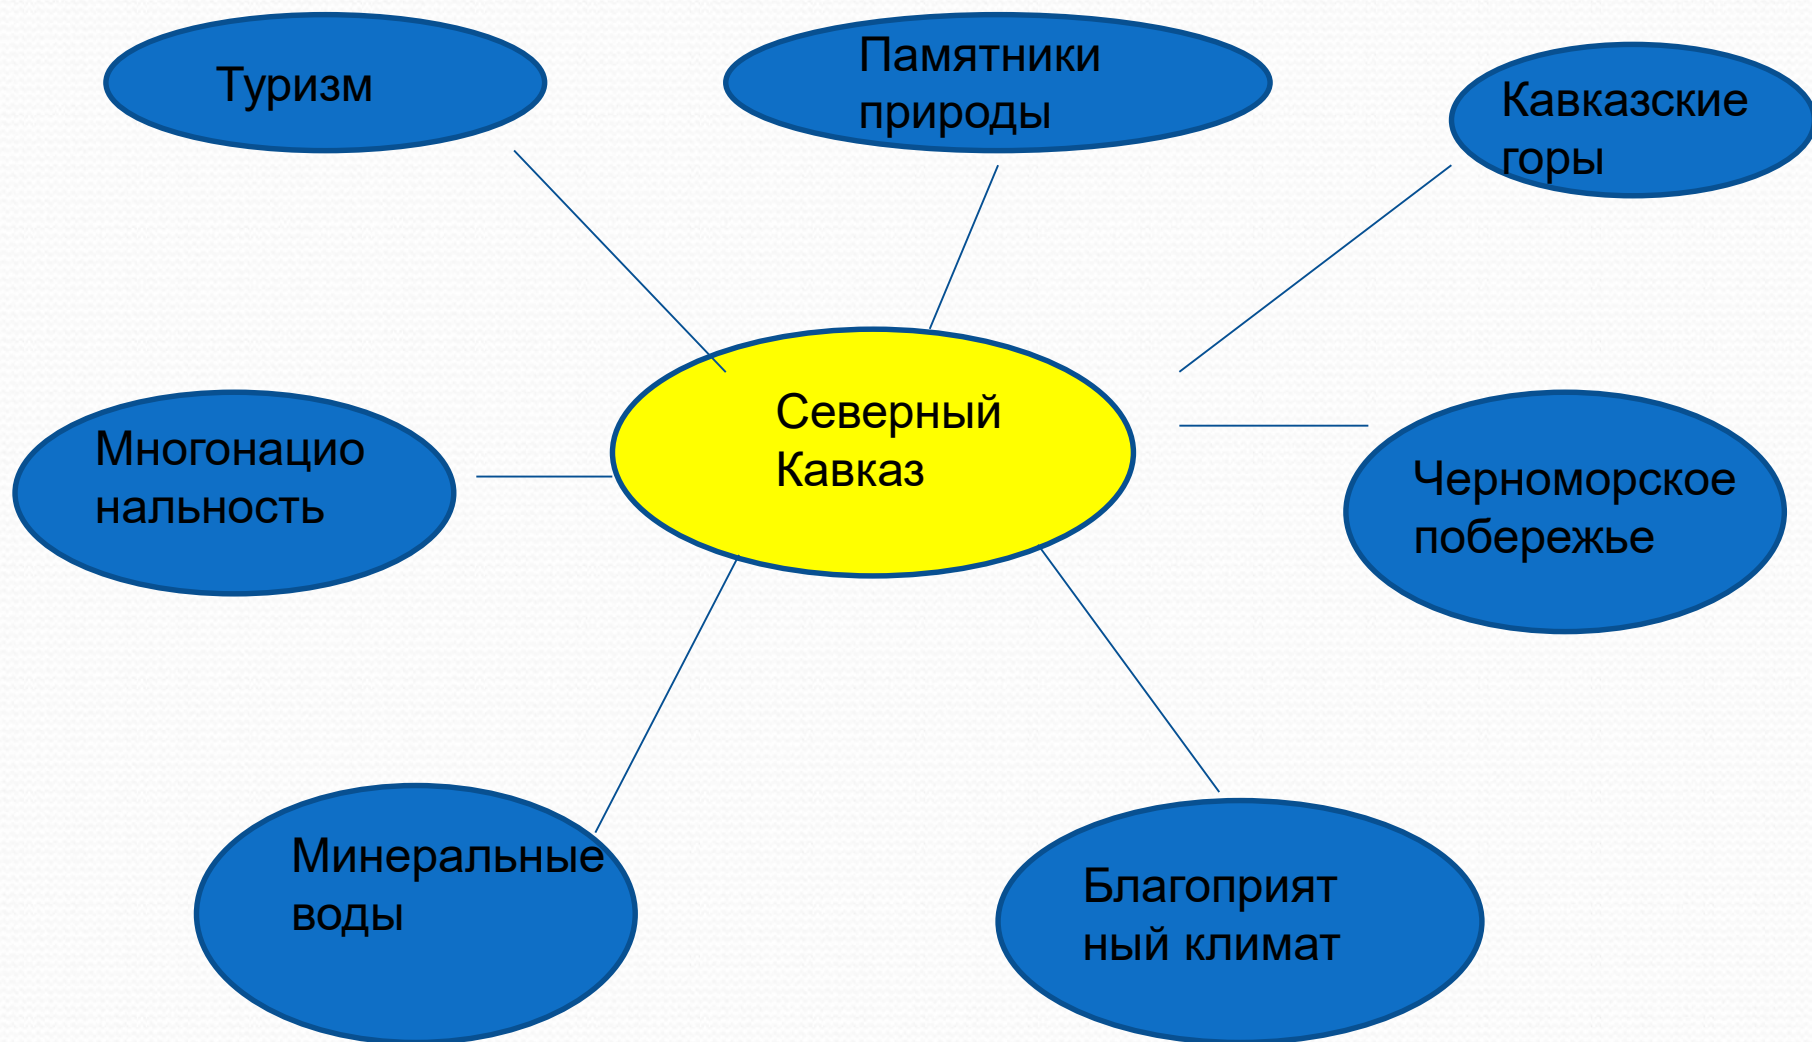 Туризм
Памятники
природы
Кавказские
горы
Северный
Кавказ
Многонацио
нальность
Черноморское
побережье
Минеральные
воды
Благоприят
ный климат